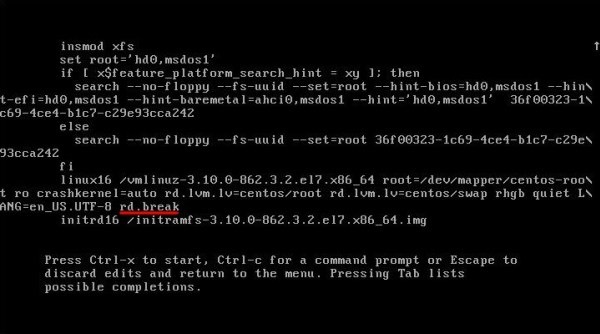 insmod xfs
set root='hd0,msdos1'
if [ x$feature_platform_search_hint = xy ]; then
search --no-floppy --fs-uuid --set=root --hint-bios=hd0,msdos1 --hin\
t-efi=hd0,msdos1 --hint-baremetal=ahci0,msdos1 --hint='hd0,msdos1'  36f00323-1\
c69-4ce4-b1c7-c29e93cca242
else
search --no-floppy --fs-uuid --set=root 36f00323-1c69-4ce4-b1c7-c29e\
93cca242
fi
linux16 /vmlinuz-3.10.0-862.3.2.el7.x86_64 root=/dev/mapper/centos-roo\
t ro crashkernel=auto rd.lvm.lv=centos/root rd.lvm.lv=centos/swap rhgb quiet L\
ANG=en_US.UTF-8 rd.break
initrd16 /initramfs-3.10.0-862.3.2.el7.x86_64.img
Press Ctrl-x to start, Ctrl-c for a command prompt or Escape to
discard edits and return to the menu. Pressing Tab lists
possible completions.